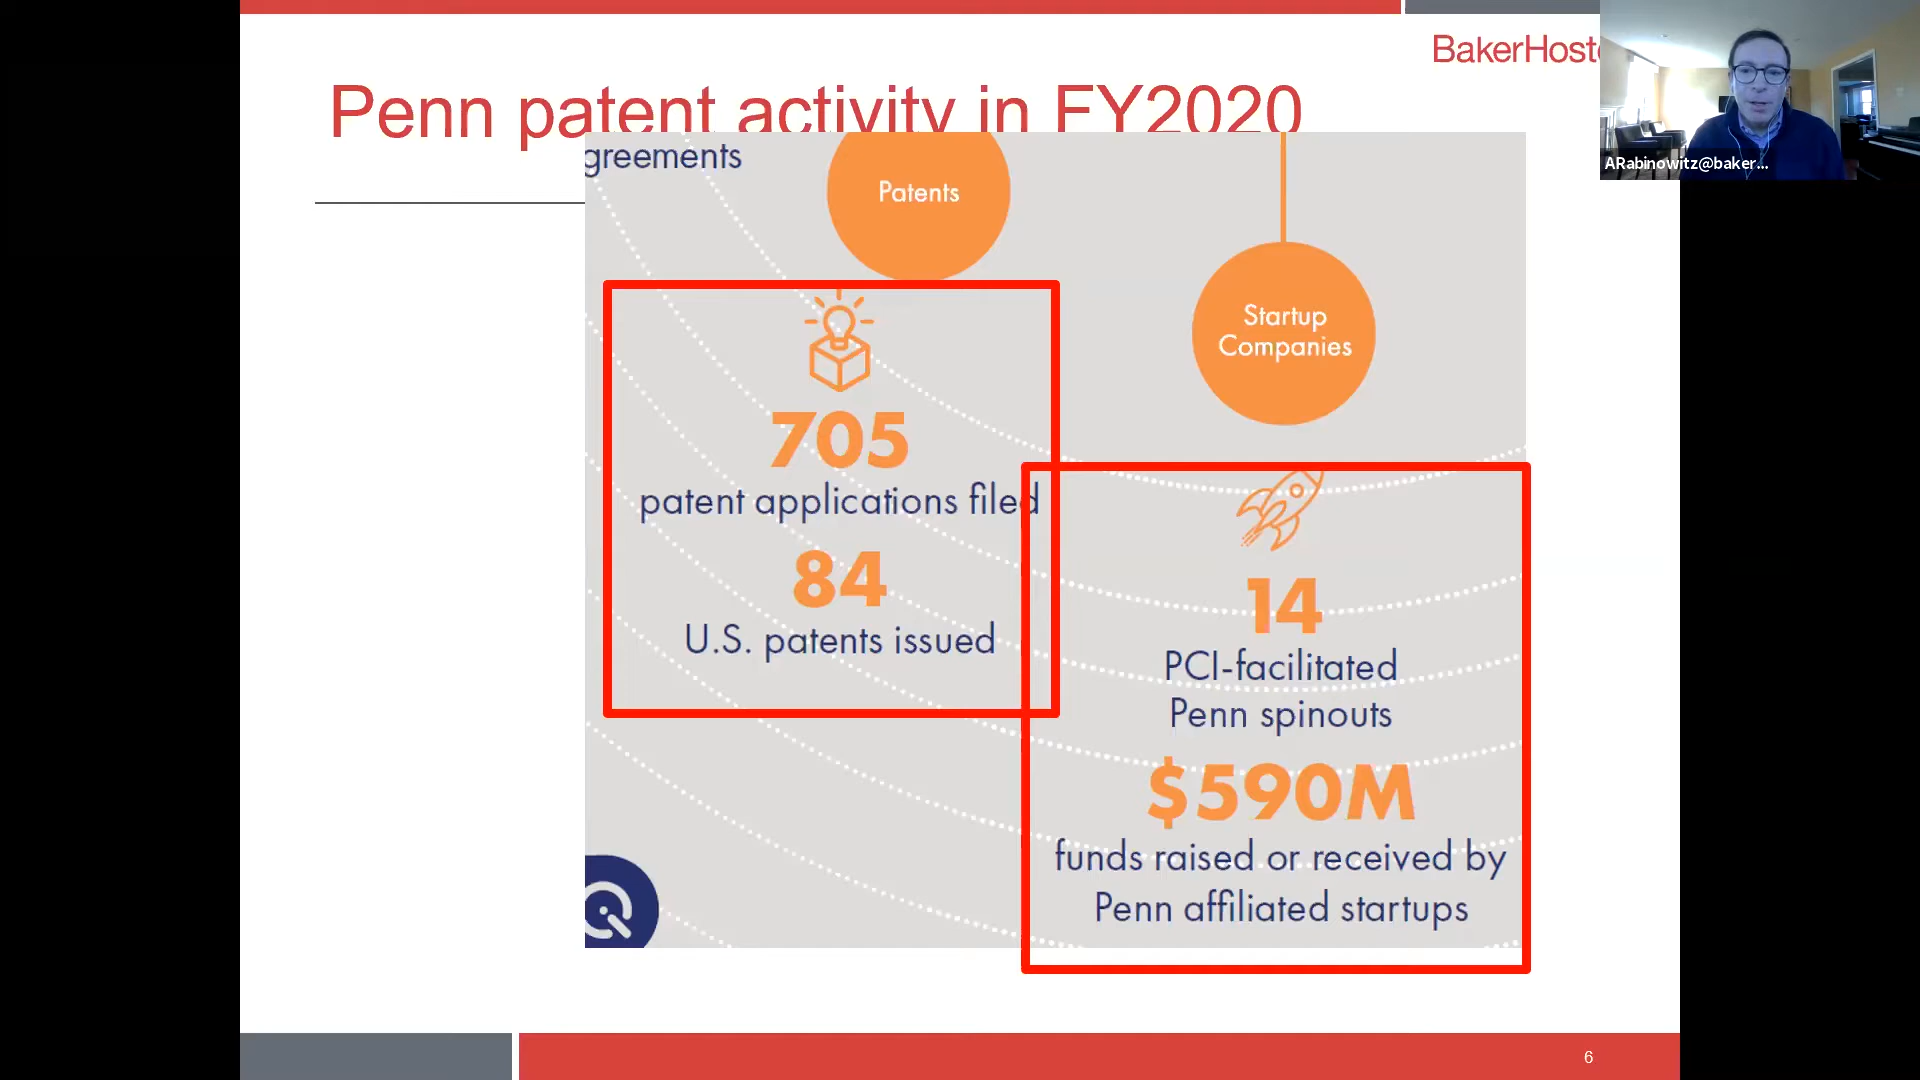 BakerHoste
Penn patent activity in FY2020
ARabinowitz@baker...
greements
Patents
Startup
Companies
705
patent applications filed
84
U.S. patents issued
14
PCI-facilitated
Penn spinouts
$590M
funds raised or received by
Penn affiliated startups
6